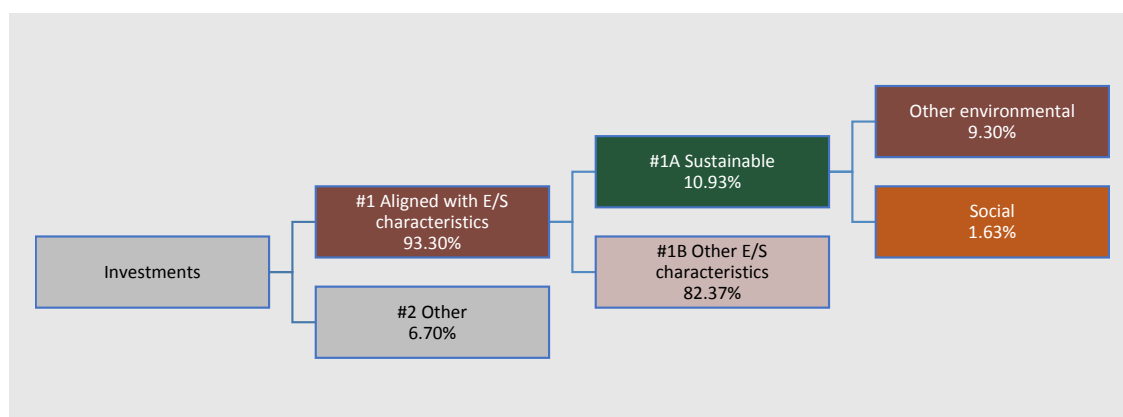 Investments
#1 Aligned with E/S
characteristics
93.30%
#2 Other
6.70%
#1A Sustainable
10.93%
#1B Other E/S
characteristics
82.37%
Other environmental
9.30%
Social
1.63%